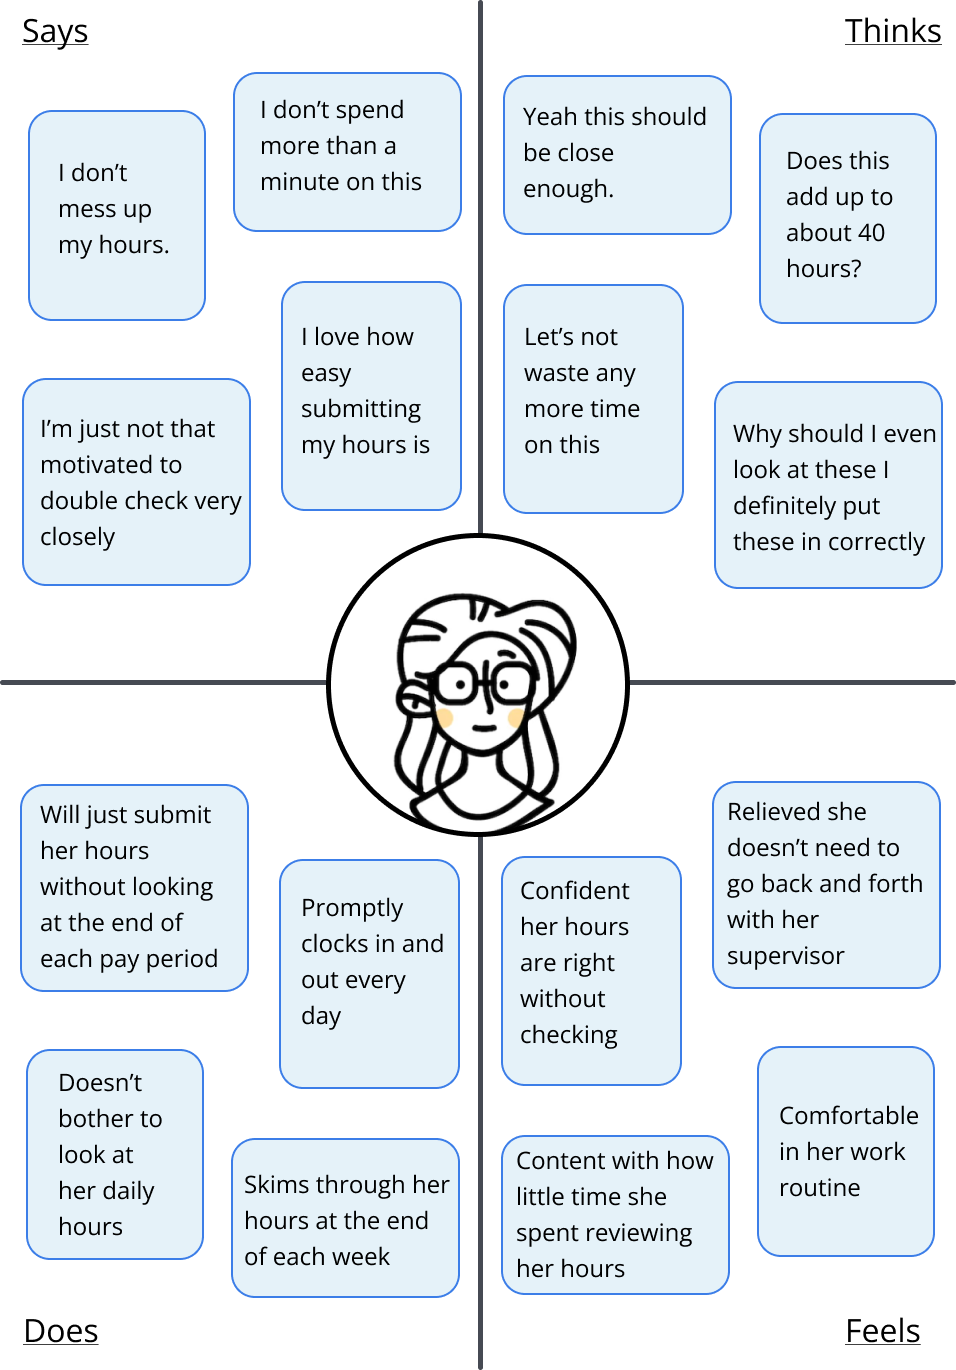 Says
I don’t
mess up
my hours.
I don’t spend
more than a
minute on this
I love how
easy
submitting
my hours is
I’m just not that
motivated to
double check very
closely
Thinks
Yeah this should
be close
enough.
Does this
add up to
about 40
hours?
Let’s not
waste any
more time
on this
Why should I even
look at these I
definitely put
these in correctly
Will just submit
her hours
without looking
at the end of
each pay period
Promptly
clocks in and
out every
day
Doesn’t
bother to
look at
her daily
hours
Skims through her
hours at the end
of each week
Does
Relieved she
doesn’t need to
go back and forth
with her
supervisor
Confident
her hours
are right
without
checking
Comfortable
in her work
routine
Content with how
little time she
spent reviewing
her hours
Feels